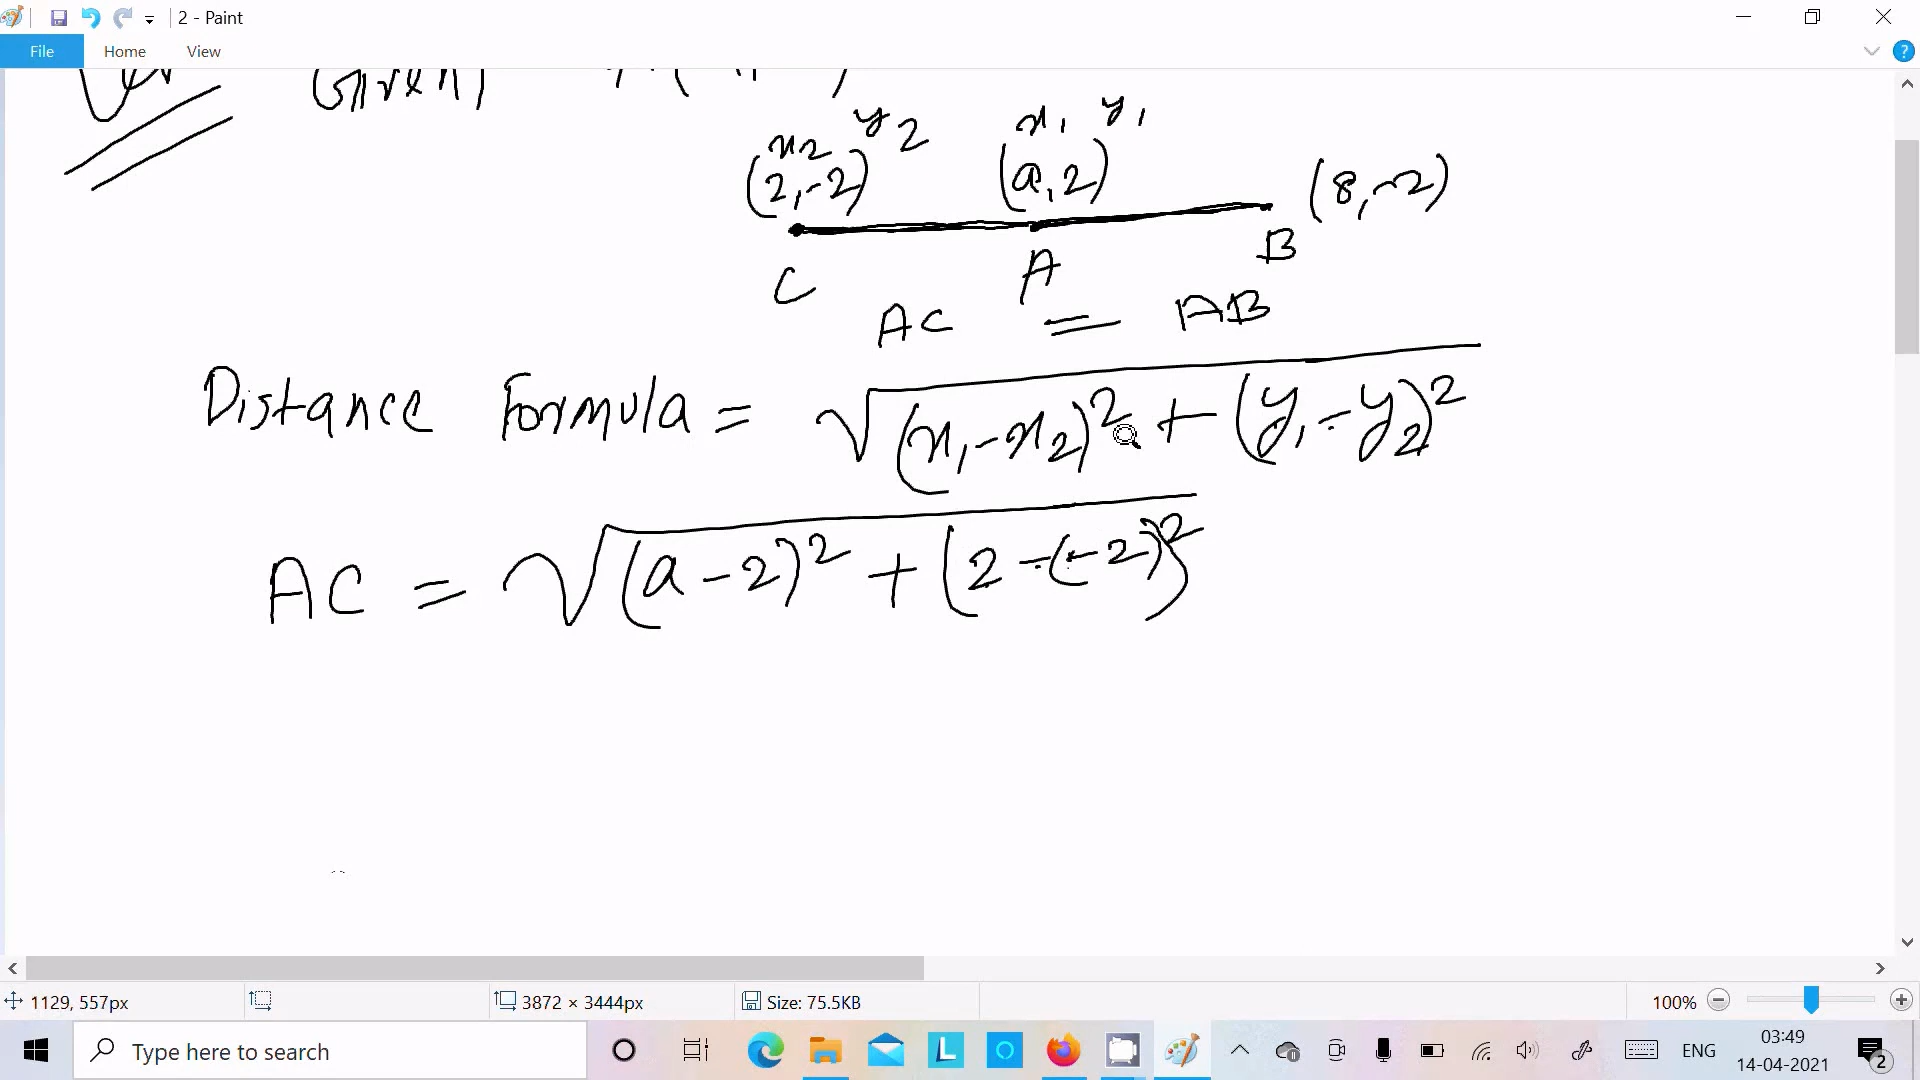 2 - Paint
File Home View
Given
x2 y2 x1 y1
(2,-2) (a,2) (8,-2)
C A B
AC = AB
Distance Formula = √(x1-x2)² + (y1-y2)²
AC = √(a-2)² + (2-(-2)²)
1129, 557px 3872 × 3444px Size: 75.5KB 100%
Type here to search
ENG 03:49
14-04-2021
2